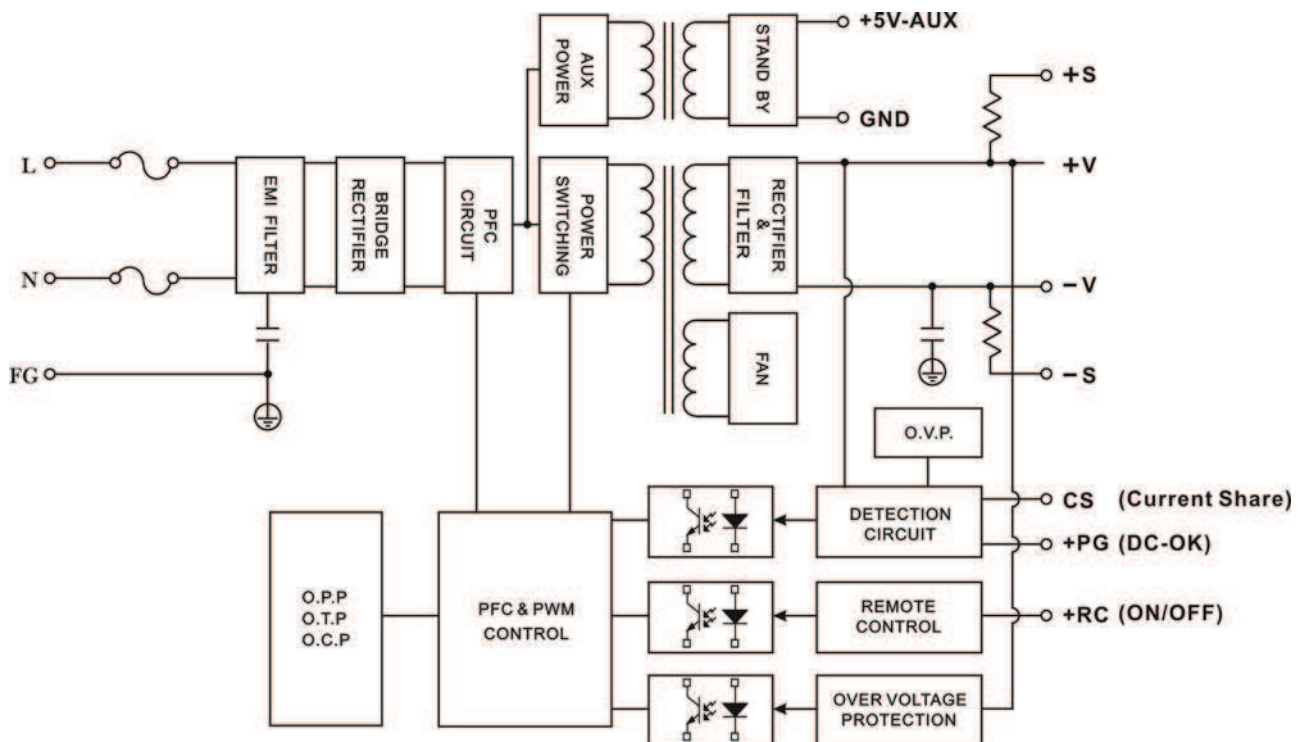 AUX
POWER
STAND BY
+5V-AUX
GND
+S
L
N
FG
EMI FILTER
BRIDGE
RECTIFIER
PFC
CIRCUIT
POWER
SWITCHING
RECTIFIER
&
FILTER
+V
-V
-S
FAN
O.V.P.
DETECTION
CIRCUIT
CS (Current Share)
+PG (DC-OK)
O.P.P
O.T.P
O.C.P
PFC & PWM
CONTROL
REMOTE
CONTROL
+RC (ON/OFF)
OVER VOLTAGE
PROTECTION